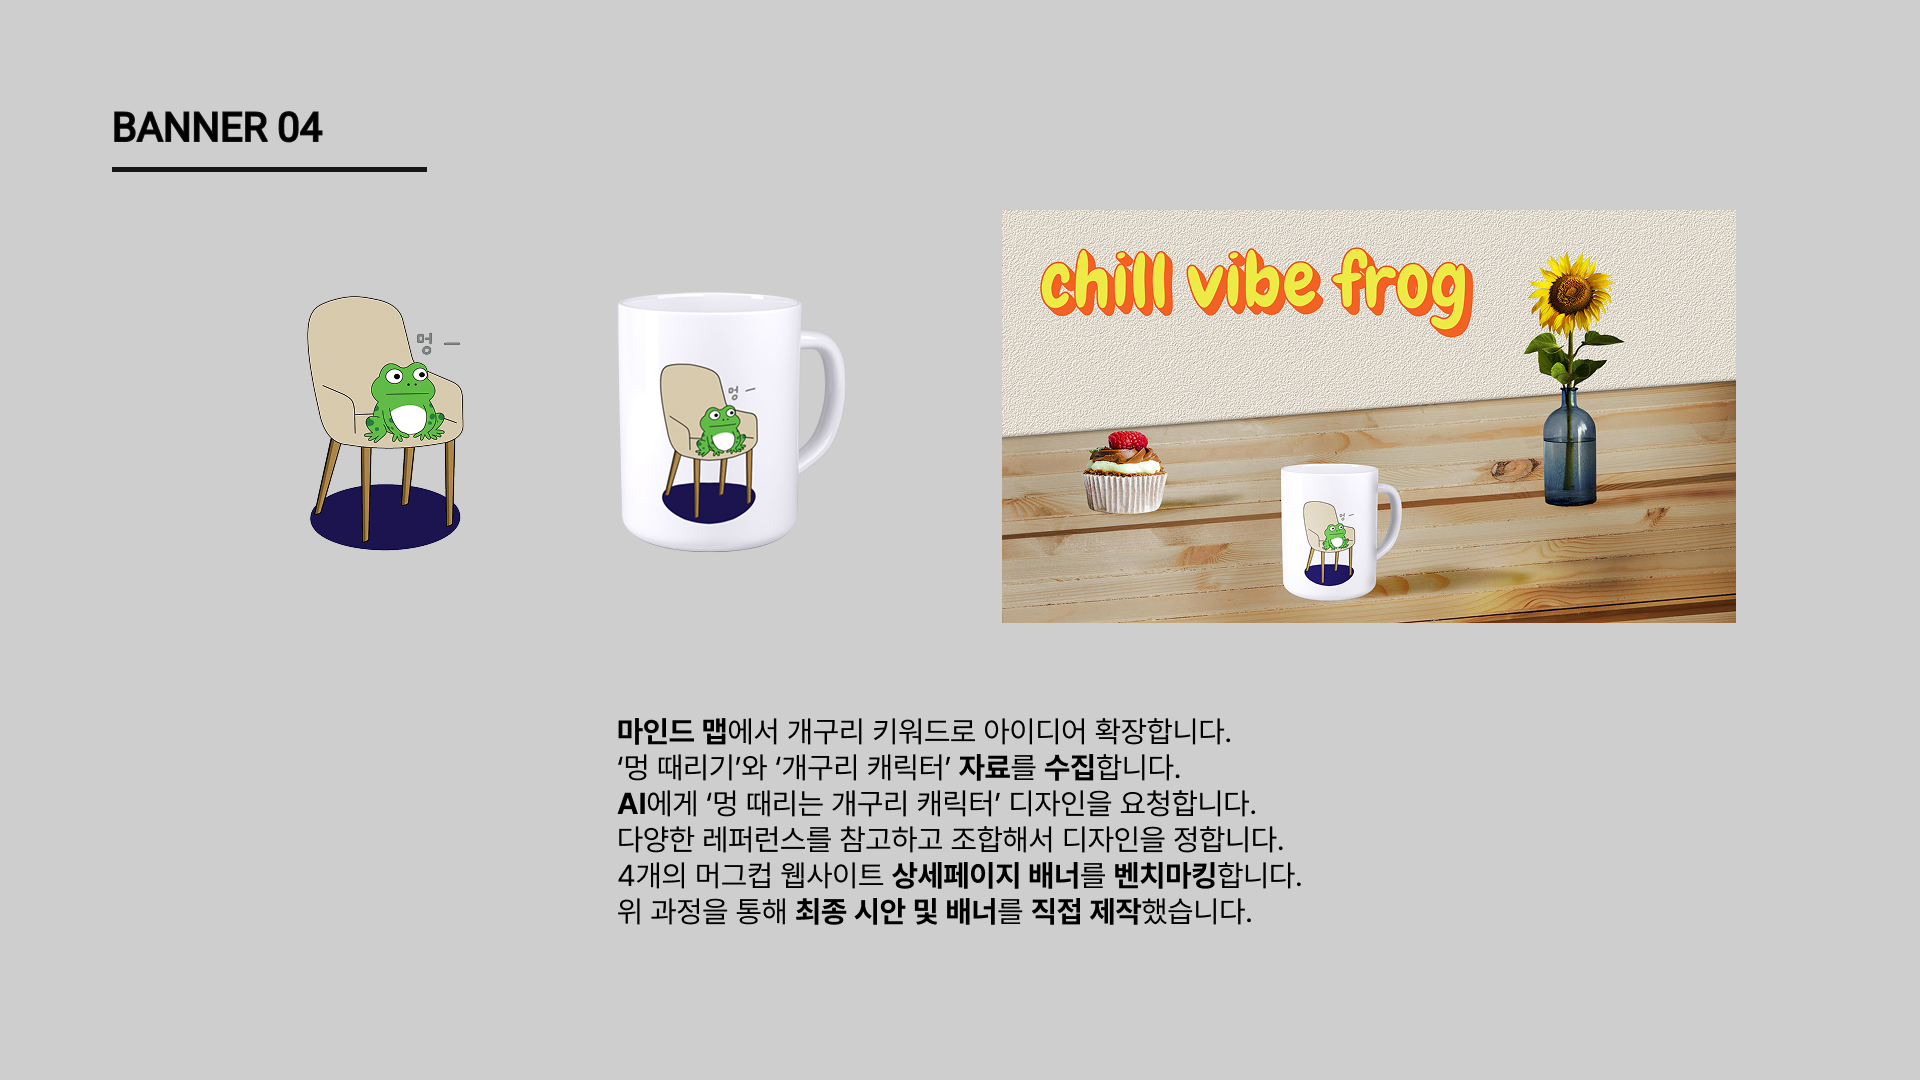 BANNER 04
멍 —
멍 —
chill vibe frog
멍 —
마인드 맵에서 개구리 키워드로 아이디어 확장합니다.
‘멍 때리기’와 ‘개구리 캐릭터’ 자료를 수집합니다.
AI에게 ‘멍 때리는 개구리 캐릭터’ 디자인을 요청합니다.
다양한 레퍼런스를 참고하고 조합해서 디자인을 정합니다.
4개의 머그컵 웹사이트 상세페이지 배너를 벤치마킹합니다.
위 과정을 통해 최종 시안 및 배너를 직접 제작했습니다.